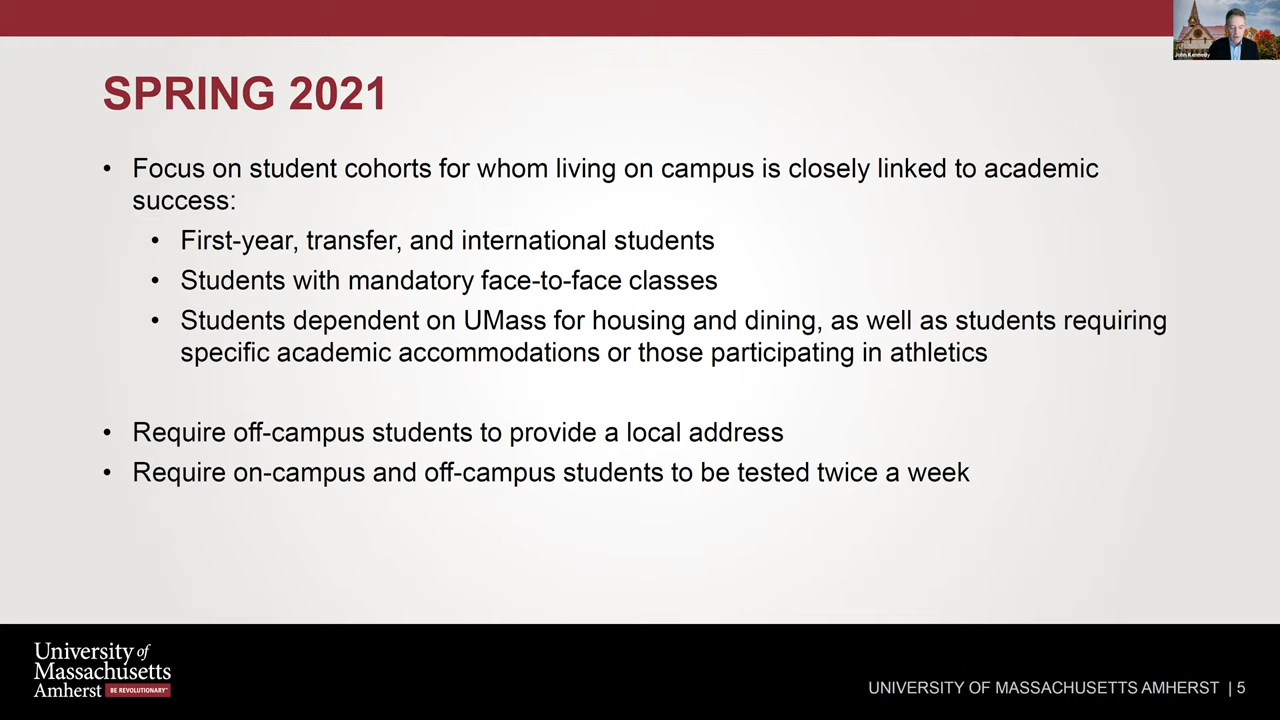 John Kennedy
SPRING 2021
• Focus on student cohorts for whom living on campus is closely linked to academic
success:
• First-year, transfer, and international students
• Students with mandatory face-to-face classes
• Students dependent on UMass for housing and dining, as well as students requiring
specific academic accommodations or those participating in athletics
• Require off-campus students to provide a local address
• Require on-campus and off-campus students to be tested twice a week
University of
Massachusetts
Amherst BE REVOLUTIONARY™
UNIVERSITY OF MASSACHUSETTS AMHERST | 5